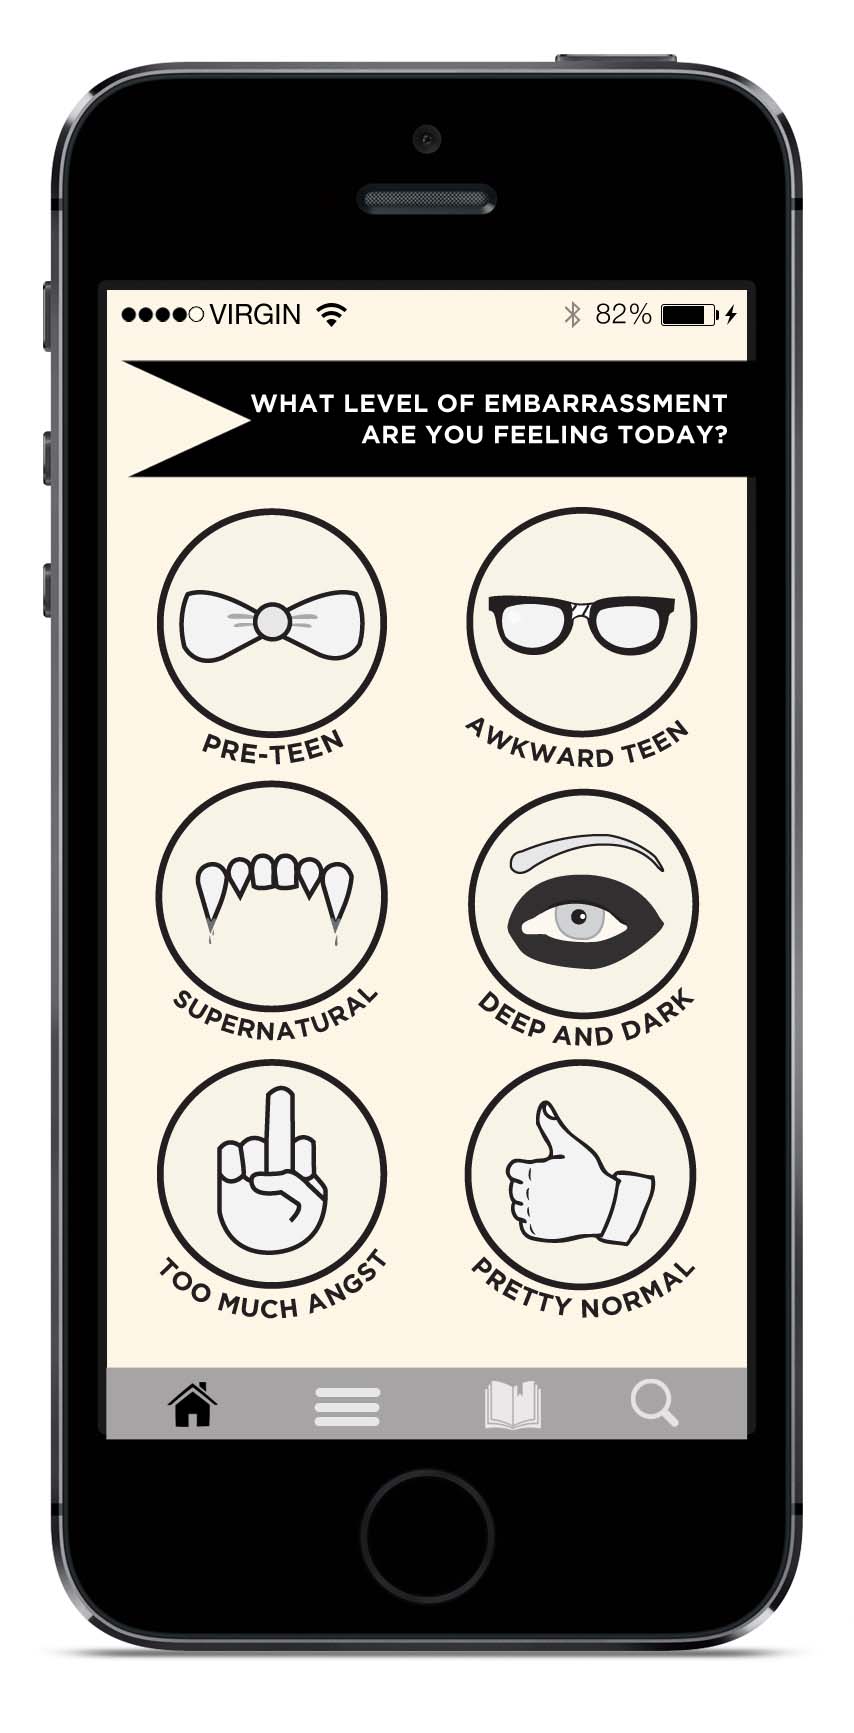 VIRGIN 82%
WHAT LEVEL OF EMBARRASSMENT
ARE YOU FEELING TODAY?
PRE-TEEN
AWKWARD TEEN
SUPERNATURAL
DEEP AND DARK
TOO MUCH ANGST
PRETTY NORMAL